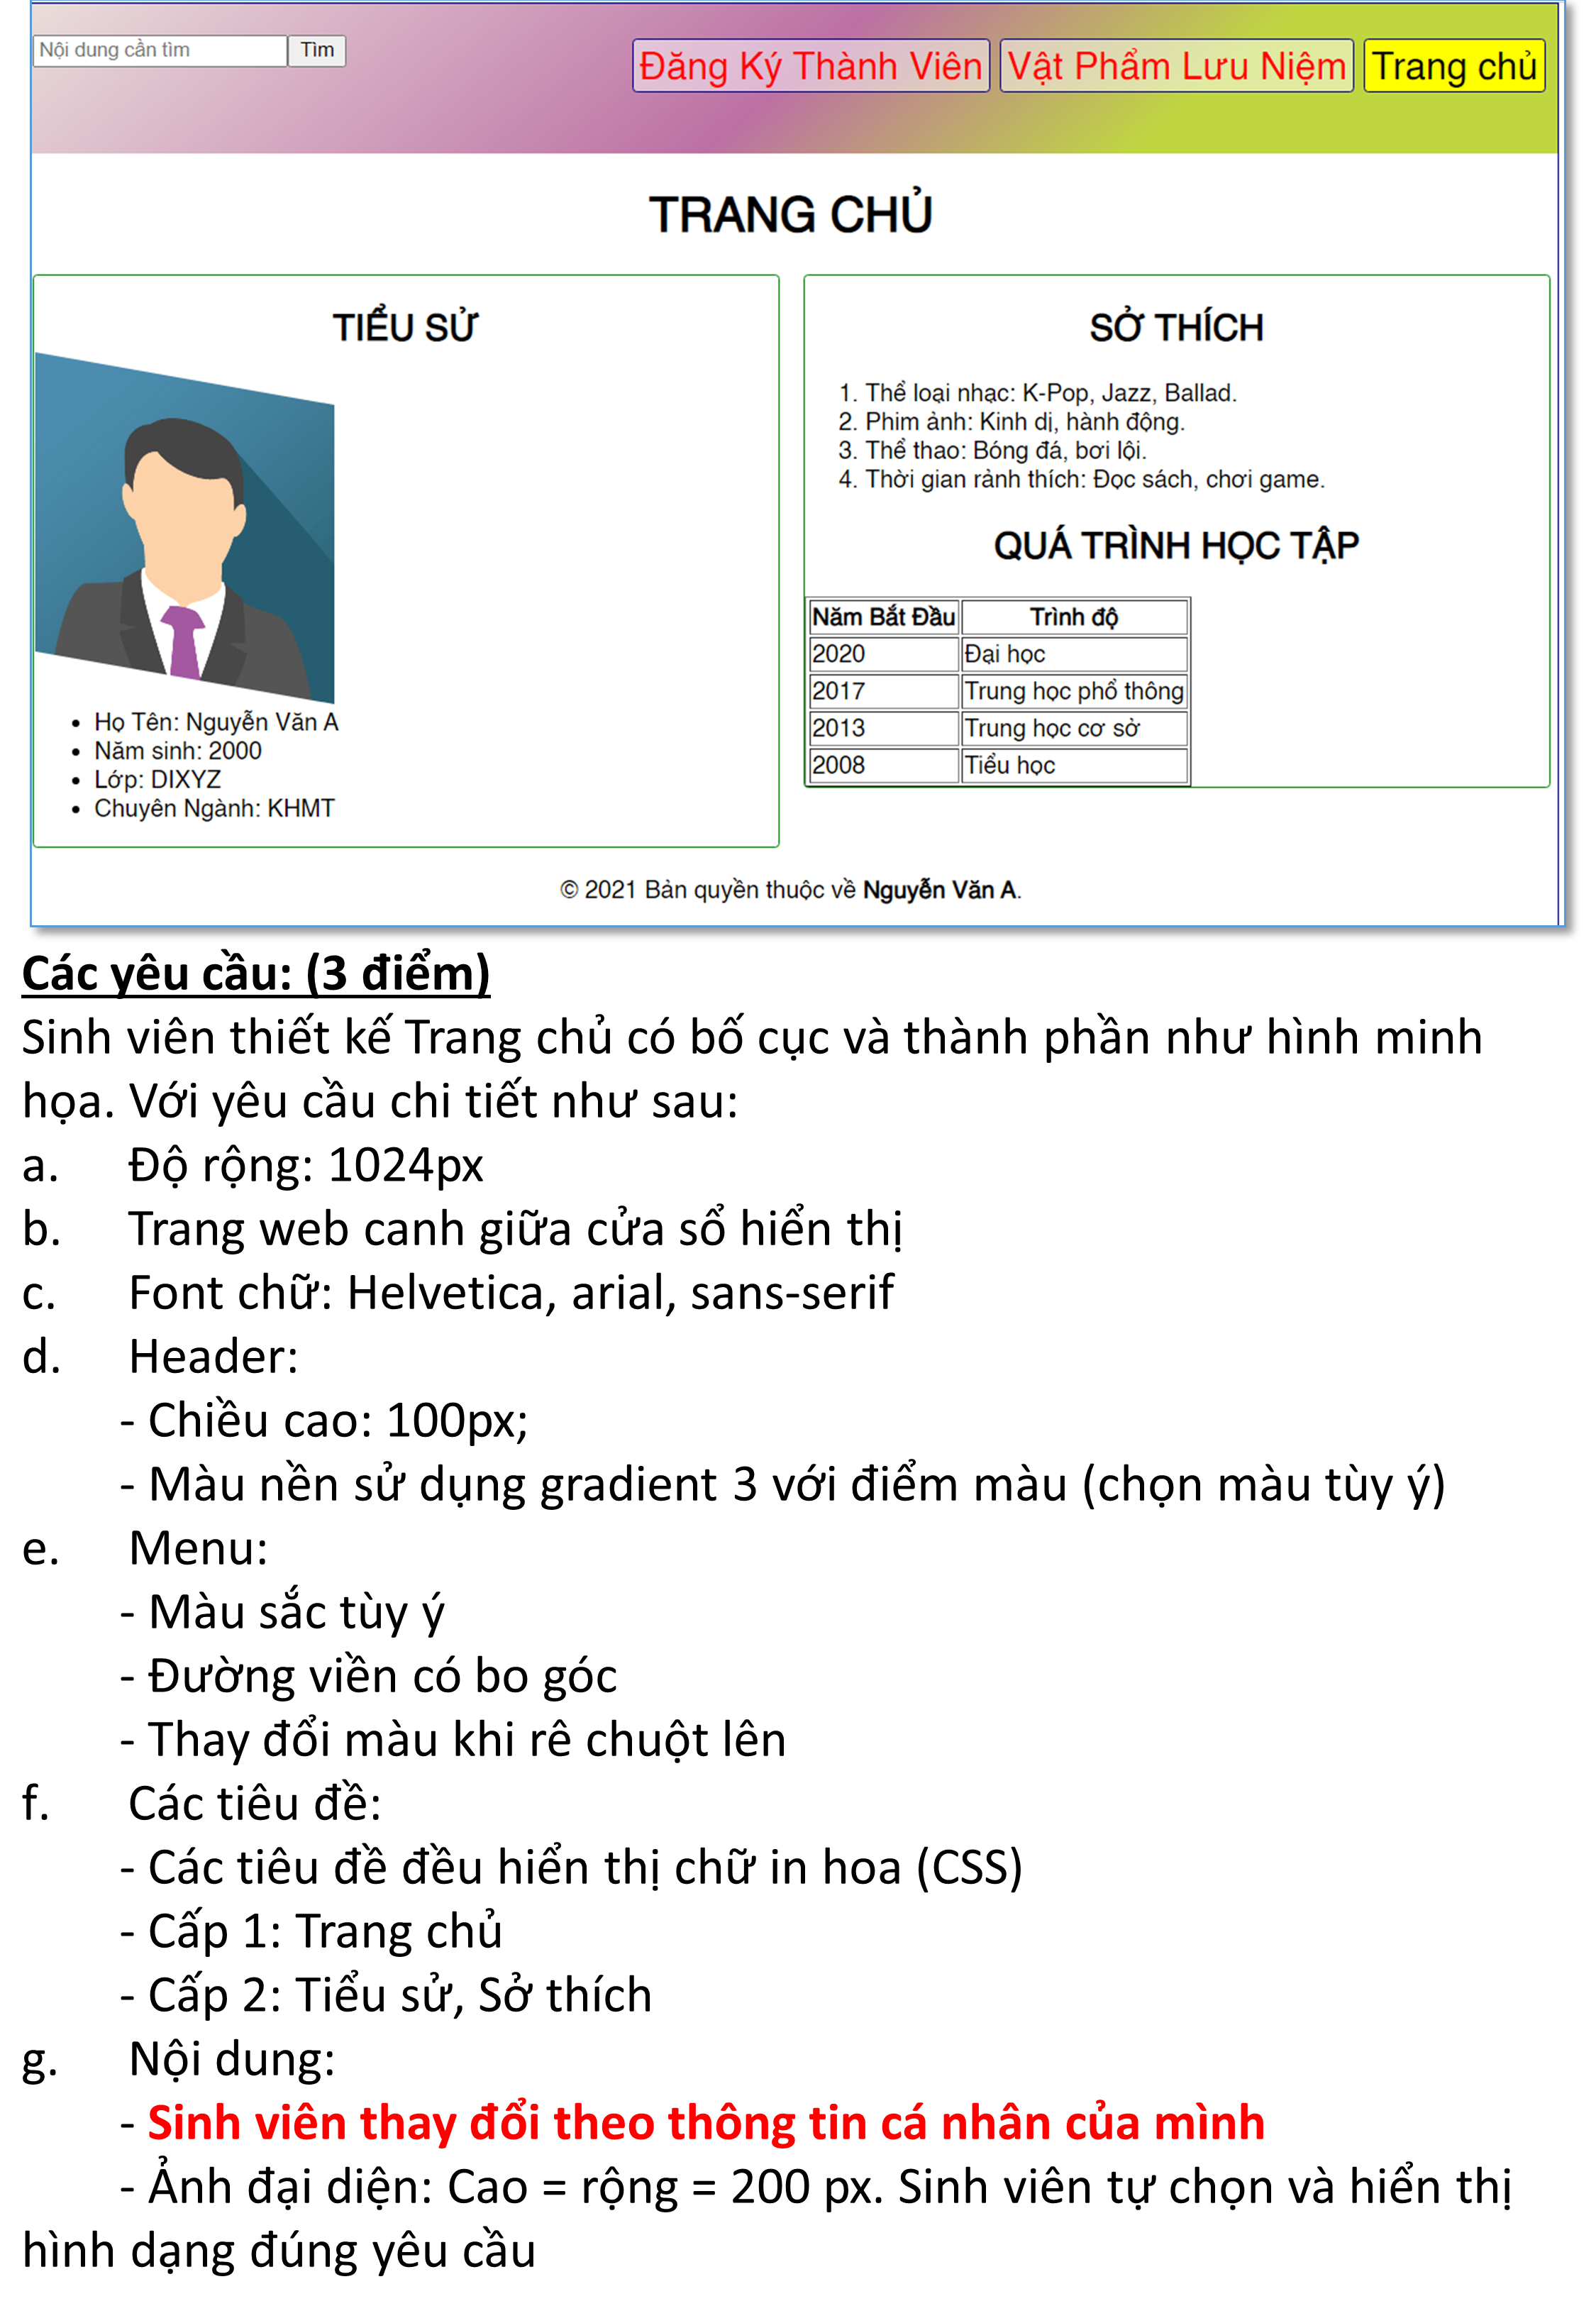 Nội dung cần tìm Tìm Đăng Ký Thành Viên Vật Phẩm Lưu Niệm Trang chủ
TRANG CHỦ
TIỂU SỬ
Họ Tên: Nguyễn Văn A
Năm sinh: 2000
Lớp: DIXYZ
Chuyên Ngành: KHMT
SỞ THÍCH
1. Thể loại nhạc: K-Pop, Jazz, Ballad.
2. Phim ảnh: Kinh dị, hành động.
3. Thể thao: Bóng đá, bơi lội.
4. Thời gian rảnh thích: Đọc sách, chơi game.
QUÁ TRÌNH HỌC TẬP
Năm Bắt Đầu Trình độ
2020 Đại học
2017 Trung học phổ thông
2013 Trung học cơ sở
2008 Tiểu học
© 2021 Bản quyền thuộc về Nguyễn Văn A.
Các yêu cầu: (3 điểm)
Sinh viên thiết kế Trang chủ có bố cục và thành phần như hình minh
họa. Với yêu cầu chi tiết như sau:
a. Độ rộng: 1024px
b. Trang web canh giữa cửa sổ hiển thị
c. Font chữ: Helvetica, arial, sans-serif
d. Header:
- Chiều cao: 100px;
- Màu nền sử dụng gradient 3 với điểm màu (chọn màu tùy ý)
e. Menu:
- Màu sắc tùy ý
- Đường viền có bo góc
- Thay đổi màu khi rê chuột lên
f. Các tiêu đề:
- Các tiêu đề đều hiển thị chữ in hoa (CSS)
- Cấp 1: Trang chủ
- Cấp 2: Tiểu sử, Sở thích
g. Nội dung:
- Sinh viên thay đổi theo thông tin cá nhân của mình
- Ảnh đại diện: Cao = rộng = 200 px. Sinh viên tự chọn và hiển thị
hình dạng đúng yêu cầu